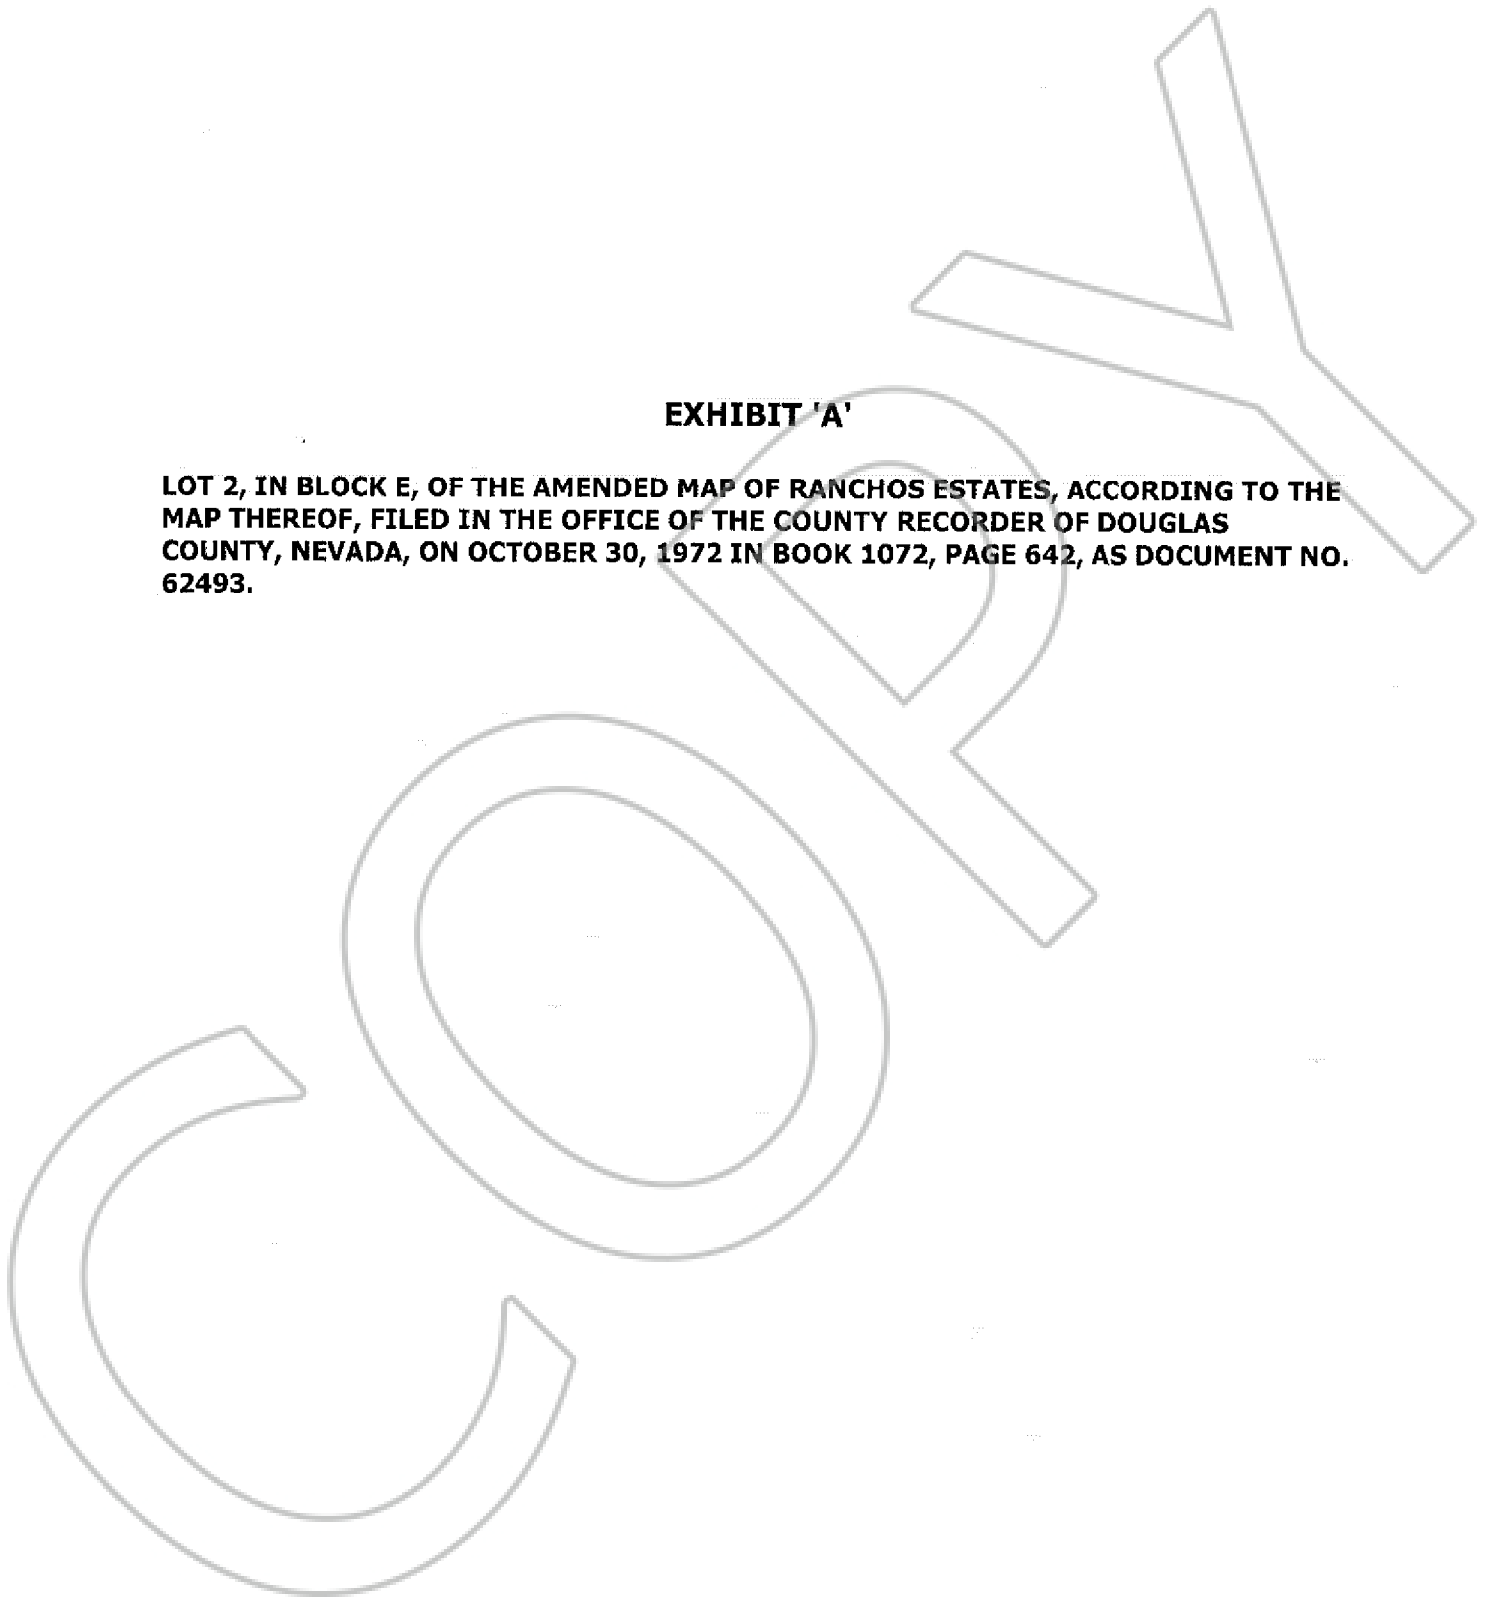 EXHIBIT 'A'
LOT 2, IN BLOCK E, OF THE AMENDED MAP OF RANCHOS ESTATES, ACCORDING TO THE
MAP THEREOF, FILED IN THE OFFICE OF THE COUNTY RECORDER OF DOUGLAS
COUNTY, NEVADA, ON OCTOBER 30, 1972 IN BOOK 1072, PAGE 642, AS DOCUMENT NO.
62493.
COPY